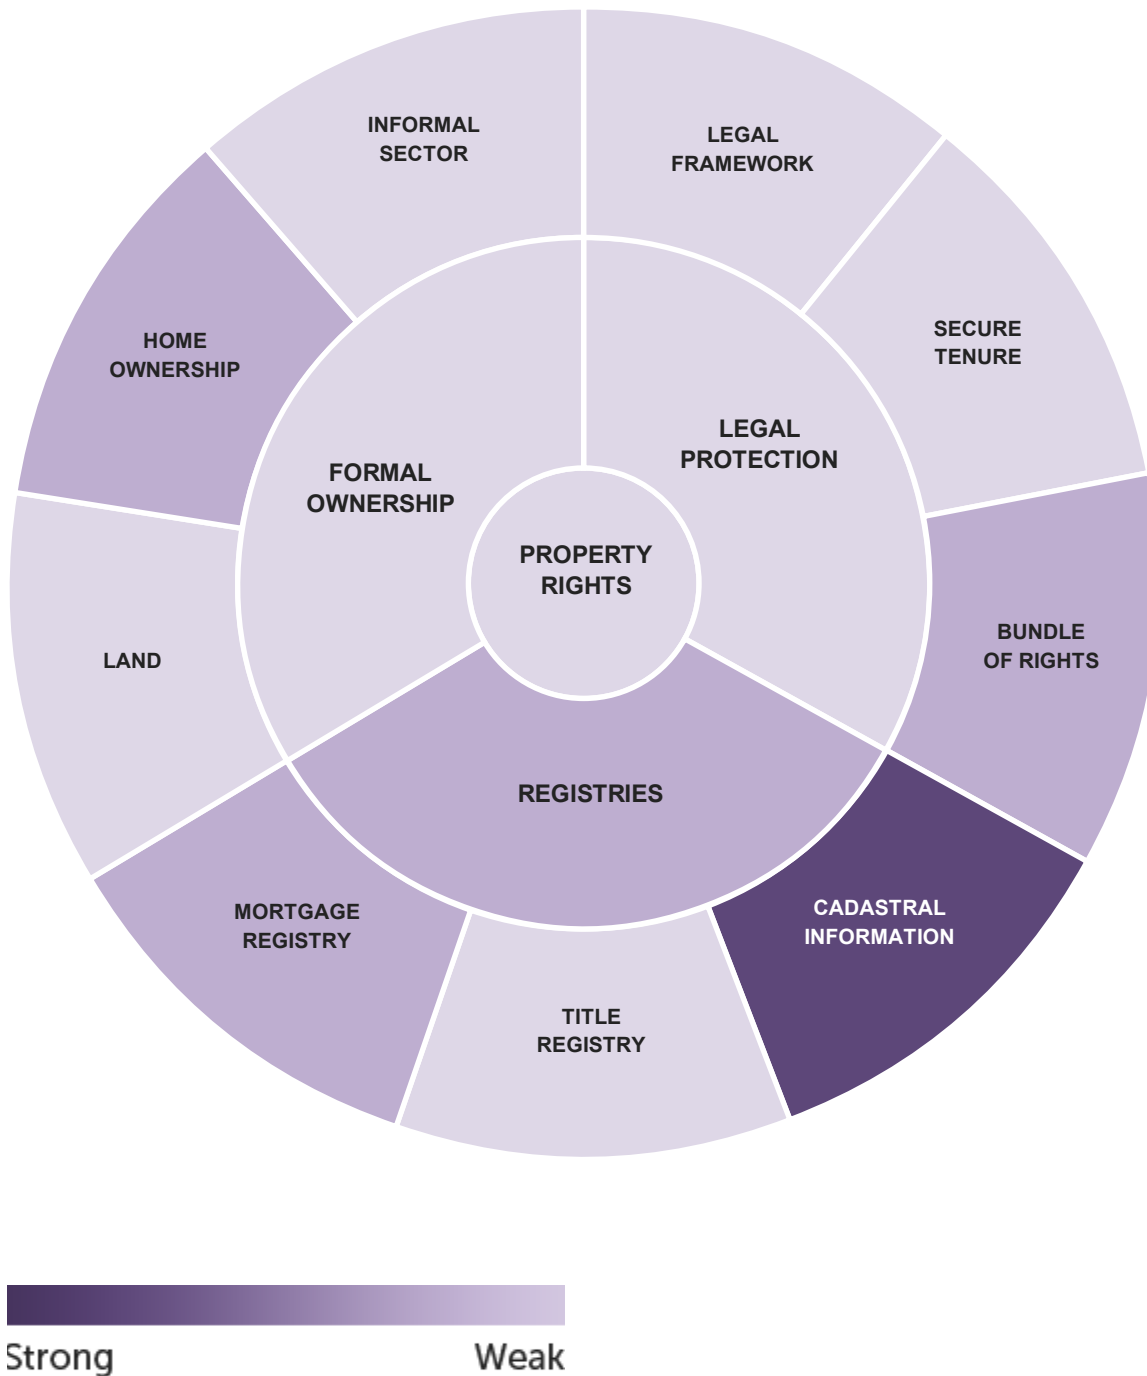 INFORMAL
SECTOR
LEGAL
FRAMEWORK
SECURE
TENURE
HOME
OWNERSHIP
LEGAL
PROTECTION
FORMAL
OWNERSHIP
PROPERTY
RIGHTS
BUNDLE
OF RIGHTS
LAND
REGISTRIES
MORTGAGE
REGISTRY
CADASTRAL
INFORMATION
TITLE
REGISTRY
Strong
Weak